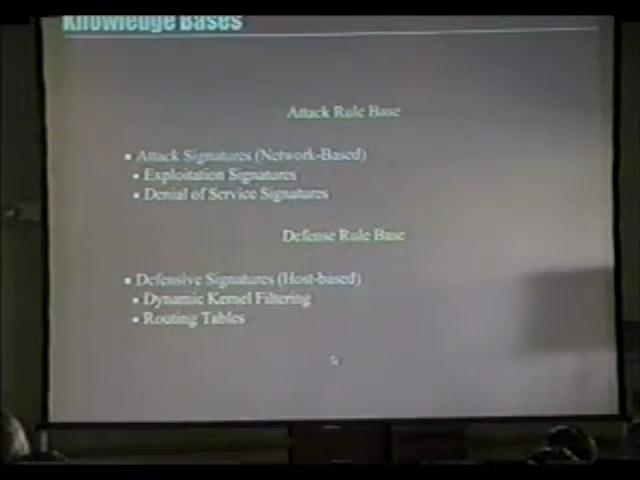 Knowledge Bases
Attack Rule Base
• Attack Signatures (Network-Based)
• Exploitation Signatures
• Denial of Service Signatures
Defense Rule Base
• Defensive Signatures (Host-based)
• Dynamic Kernel Filtering
• Routing Tables